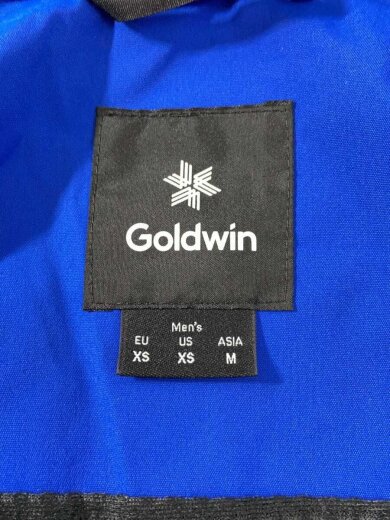 Goldwin
Men's
EU US ASIA
XS XS M